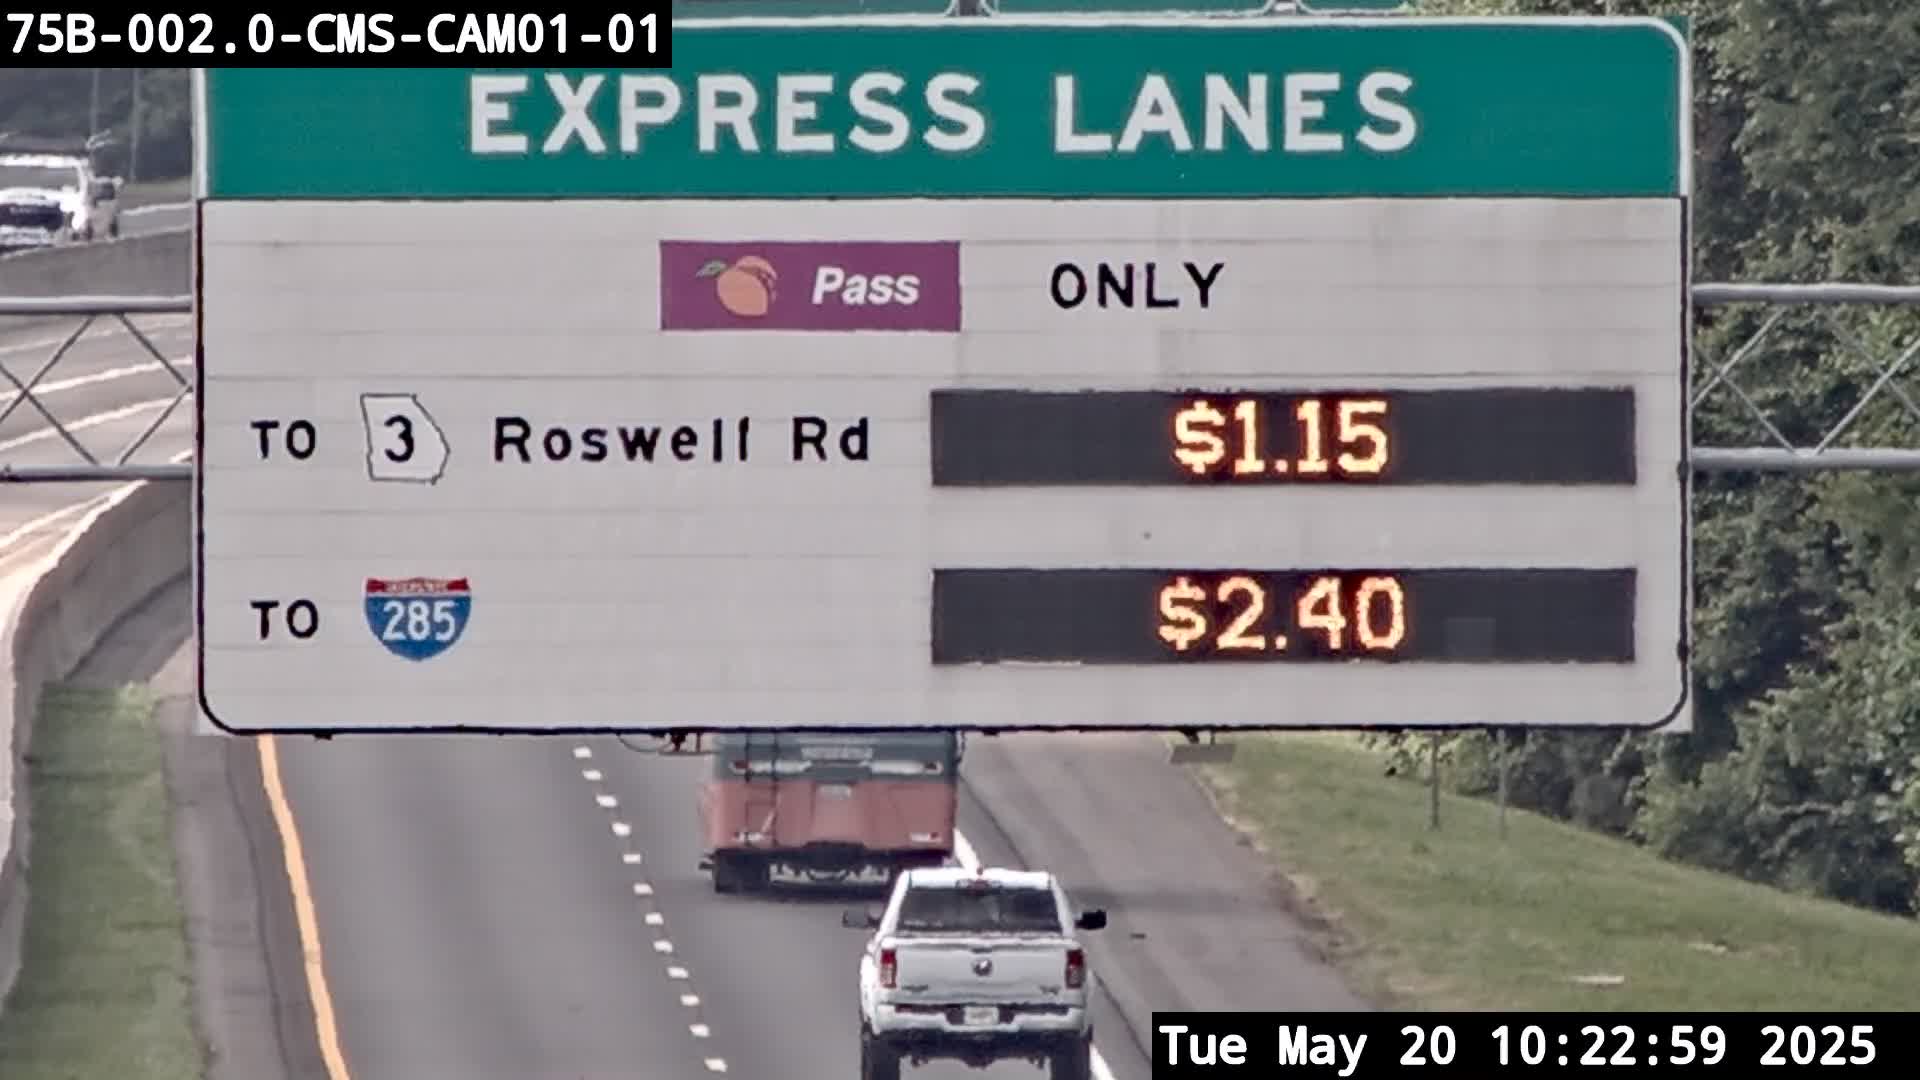 75B-002.0-CMS-CAM01-01
EXPRESS LANES
Pass ONLY
TO 3 Roswell Rd $1.15
TO 285 $2.40
Tue May 20 10:22:59 2025